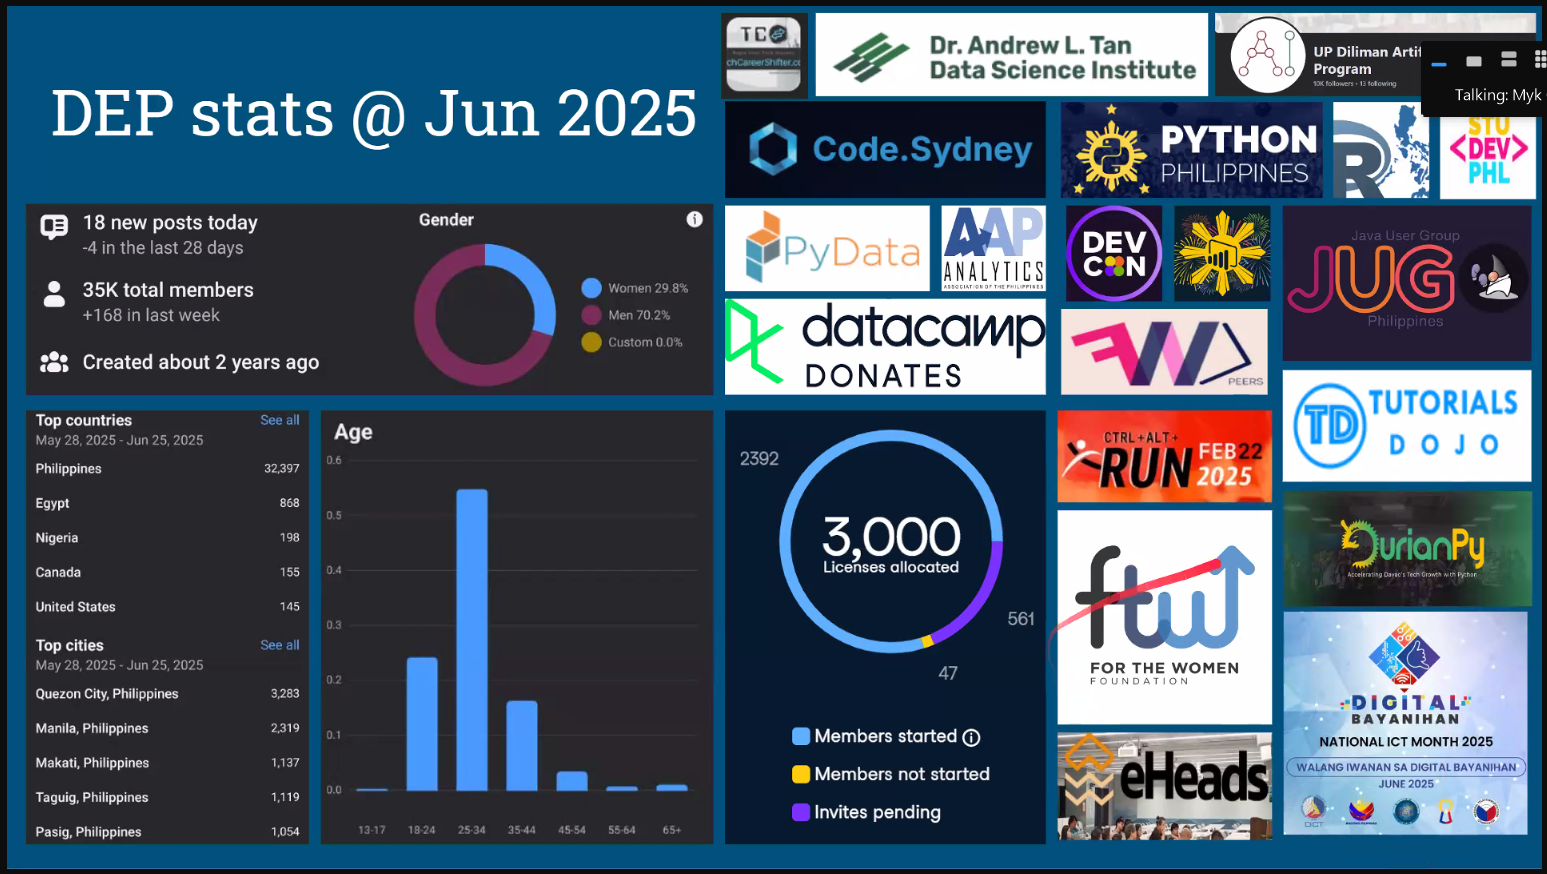 DEP stats @ Jun 2025
18 new posts today
-4 in the last 28 days
35K total members
+168 in last week
Created about 2 years ago
Gender
Women 29.8%
Men 70.2%
Custom 0.0%
Top countries See all
May 28, 2025 - Jun 25, 2025
Philippines 32,397
Egypt 868
Nigeria 198
Canada 155
United States 145
Top cities See all
May 28, 2025 - Jun 25, 2025
Quezon City, Philippines 3,283
Manila, Philippines 2,319
Makati, Philippines 1,137
Taguig, Philippines 1,119
Pasig, Philippines 1,054
Age
0.6
0.5
0.4
0.3
0.2
0.1
0.0
13-17 18-24 25-34 35-44 45-54 55-64 65+
chCareerShifter.cc
Dr. Andrew L. Tan
Data Science Institute
UP Diliman Arti
Program
10K followers • 13 following
Talking: Myk
Code.Sydney
PYTHON
PHILIPPINES
R
STU
<DEV>
PHL
PyData
AAP
ANALYTICS
ASSOCIATION OF THE PHILIPPINES
DEV
CON
Java User Group
JUG
Philippines
datacamp
DONATES
FW
PEERS
TD TUTORIALS
DOJO
2392
3,000
Licenses allocated
561
47
Members started
Members not started
Invites pending
CTRL+ALT+
RUN
FEB 22
2025
ftw
FOR THE WOMEN
FOUNDATION
eHeads
DurianPy
Accelerating Davao's Tech Growth with Python
DIGITAL
BAYANIHAN
NATIONAL ICT MONTH 2025
WALANG IWANAN SA DIGITAL BAYANIHAN
JUNE 2025
DICT